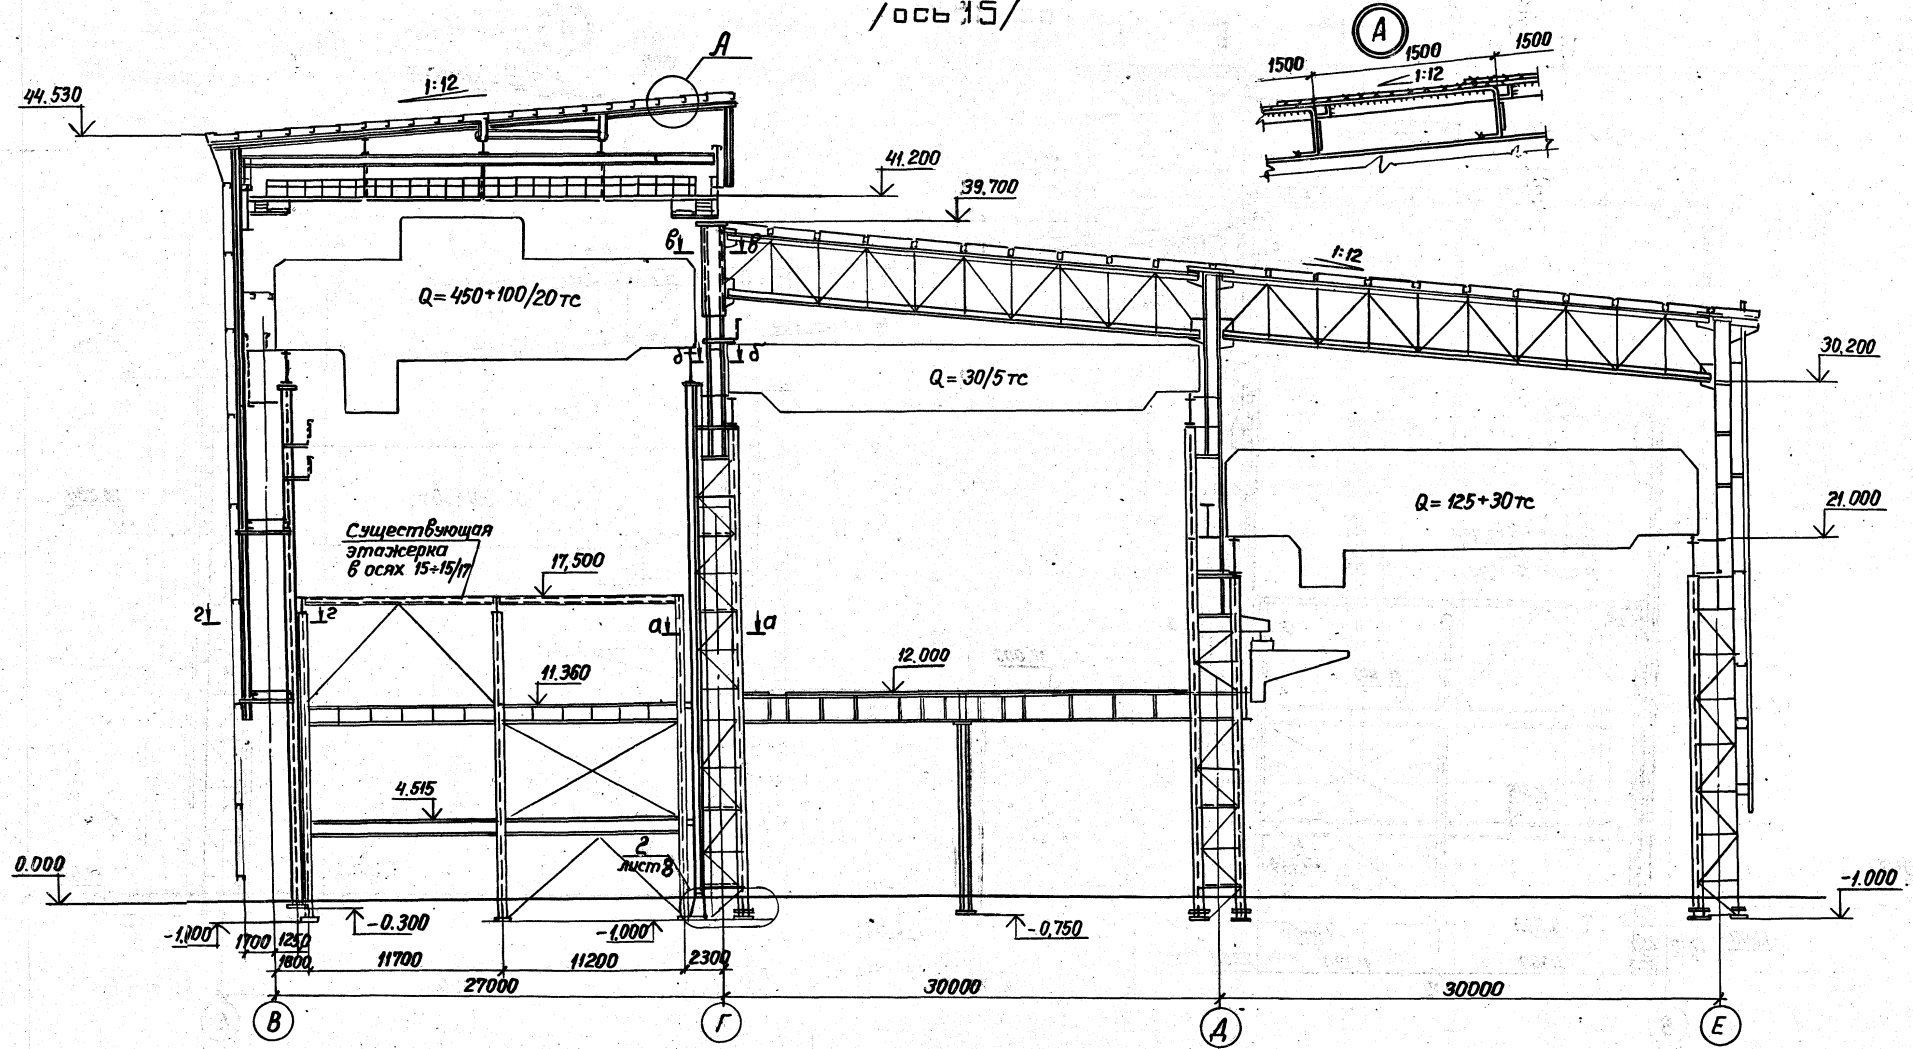 /ось 15/
А
А
1500
1500
1500
1:12
1:12
44.530
41.200
39.700
в
в
1:12
Q=450+100/20тс
30,200
б
б
Q=30/5тс
21.000
Q=125+30тс
Существующая
этажерка
в осях 15÷15/17
17,500
г
г
а
а
11.360
12.000
4.515
2
лист 8
0.000
-1.000
-1,000
-0.300
-1,000
-0,750
1700
1250
1800
11700
11200
2300
27000
30000
30000
В
Г
Д
Е